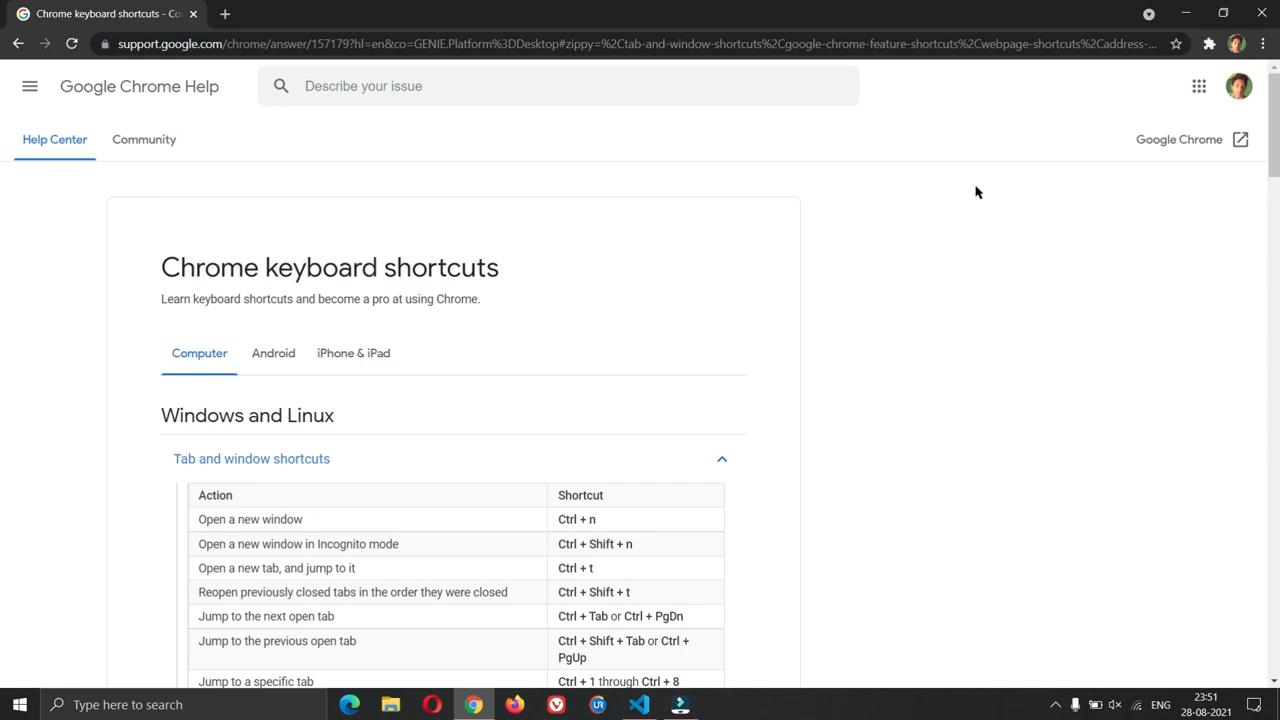 Chrome keyboard shortcuts - Co
support.google.com/chrome/answer/157179?hl=en&co=GENIE.Platform%3DDesktop#zippy=%2Ctab-and-window-shortcuts%2Cgoogle-chrome-feature-shortcuts%2Cwebpage-shortcuts%2Caddress-...
Google Chrome Help
Describe your issue
Help Center
Community
Google Chrome
Chrome keyboard shortcuts
Learn keyboard shortcuts and become a pro at using Chrome.
Computer
Android
iPhone & iPad
Windows and Linux
Tab and window shortcuts
Action Shortcut
Open a new window Ctrl + n
Open a new window in Incognito mode Ctrl + Shift + n
Open a new tab, and jump to it Ctrl + t
Reopen previously closed tabs in the order they were closed Ctrl + Shift + t
Jump to the next open tab Ctrl + Tab or Ctrl + PgDn
Jump to the previous open tab Ctrl + Shift + Tab or Ctrl +
PgUp
Jump to a specific tab Ctrl + 1 through Ctrl + 8
Type here to search
UR
ENG
23:51
28-08-2021